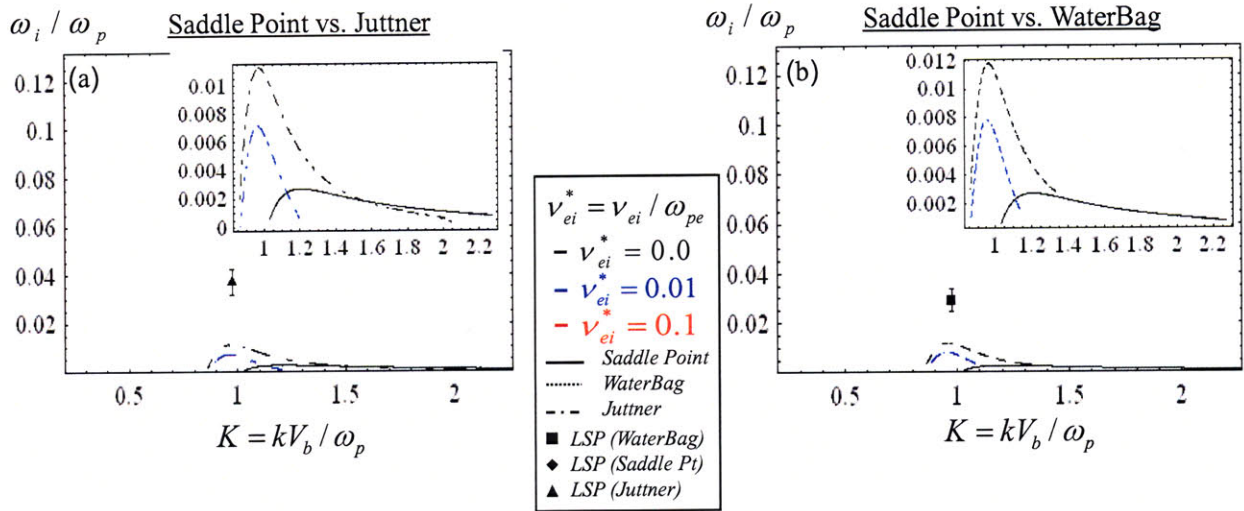 ω_i / ω_p Saddle Point vs. Juttner
(a)
0.12
0.1
0.08
0.06
0.04
0.02
0.5 1 1.5 2
K = kV_b / ω_p
0.01
0.008
0.006
0.004
0.002
0
1 1.2 1.4 1.6 1.8 2 2.2
ν*_ei = ν_ei / ω_pe
ν*_ei = 0.0
ν*_ei = 0.01
ν*_ei = 0.1
Saddle Point
WaterBag
Juttner
LSP (WaterBag)
LSP (Saddle Pt)
LSP (Juttner)
ω_i / ω_p Saddle Point vs. WaterBag
(b)
0.12
0.1
0.08
0.06
0.04
0.02
0.5 1 1.5 2
K = kV_b / ω_p
0.012
0.01
0.008
0.006
0.004
0.002
1 1.2 1.4 1.6 1.8 2 2.2